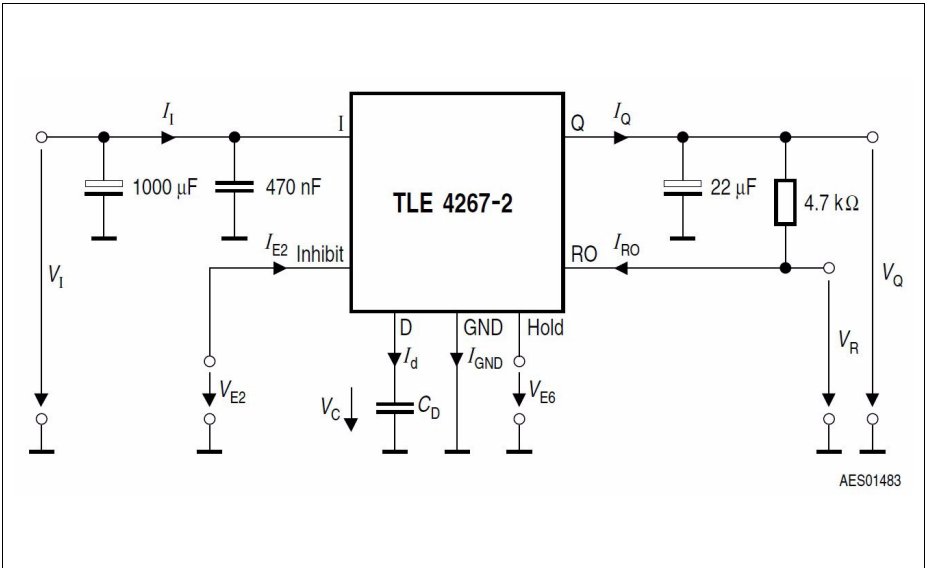 I_I
I
Q
I_Q
1000 µF
470 nF
TLE 4267-2
22 µF
4.7 kΩ
I_E2
Inhibit
RO
I_RO
V_I
V_Q
D
GND
Hold
I_d
I_GND
V_R
V_E2
V_C
C_D
V_E6
AES01483